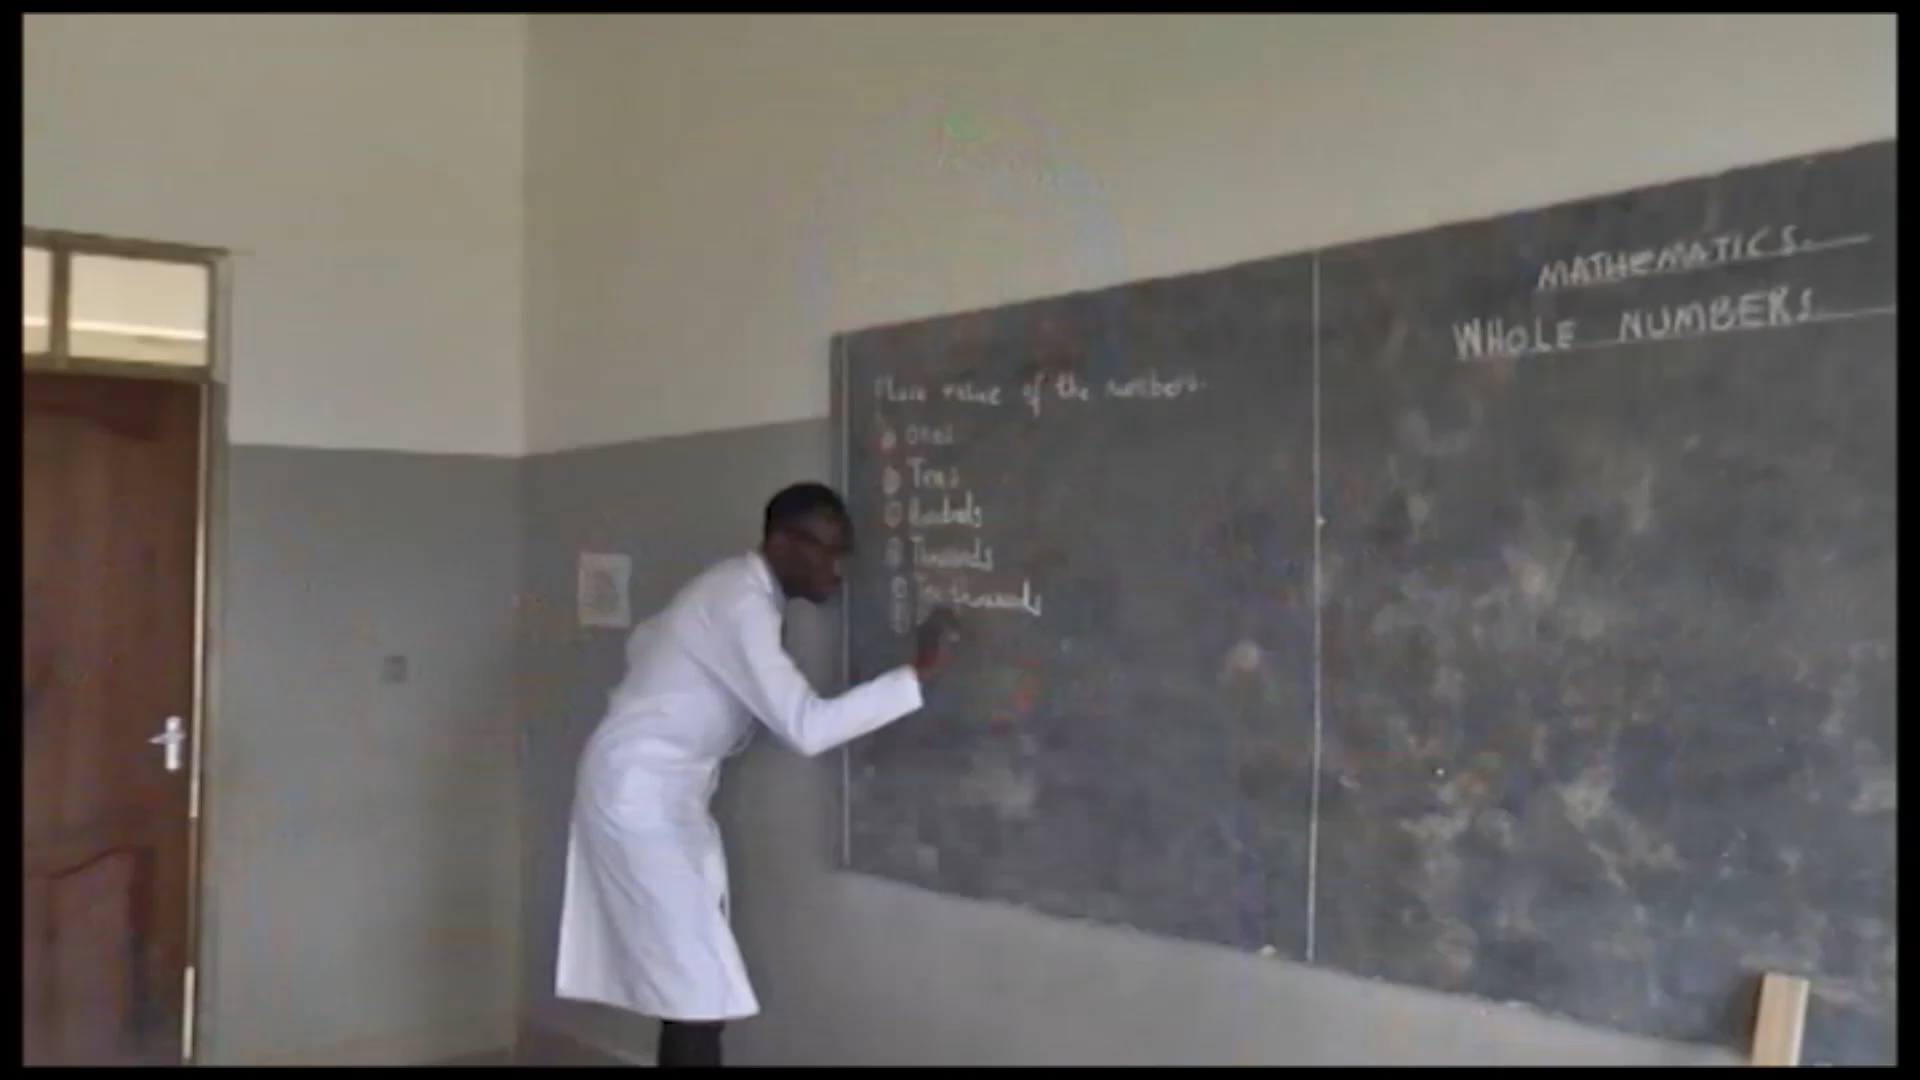 MATHEMATICS
WHOLE NUMBERS
Place value of the numbers.
Ones
Tens
Hundreds
Thousands
Ten thousands